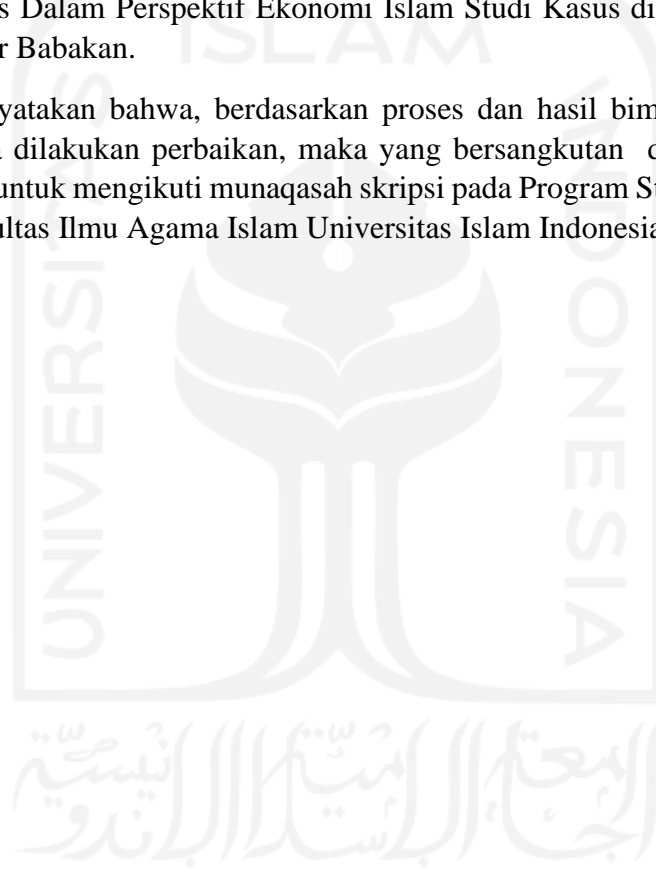 s Dalam Perspektif Ekonomi Islam Studi Kasus di
r Babakan.
yatakan bahwa, berdasarkan proses dan hasil bim
a dilakukan perbaikan, maka yang bersangkutan d
untuk mengikuti munaqasah skripsi pada Program St
ultas Ilmu Agama Islam Universitas Islam Indonesia
ISLAM
UNIVERSITAS
INDONESIA